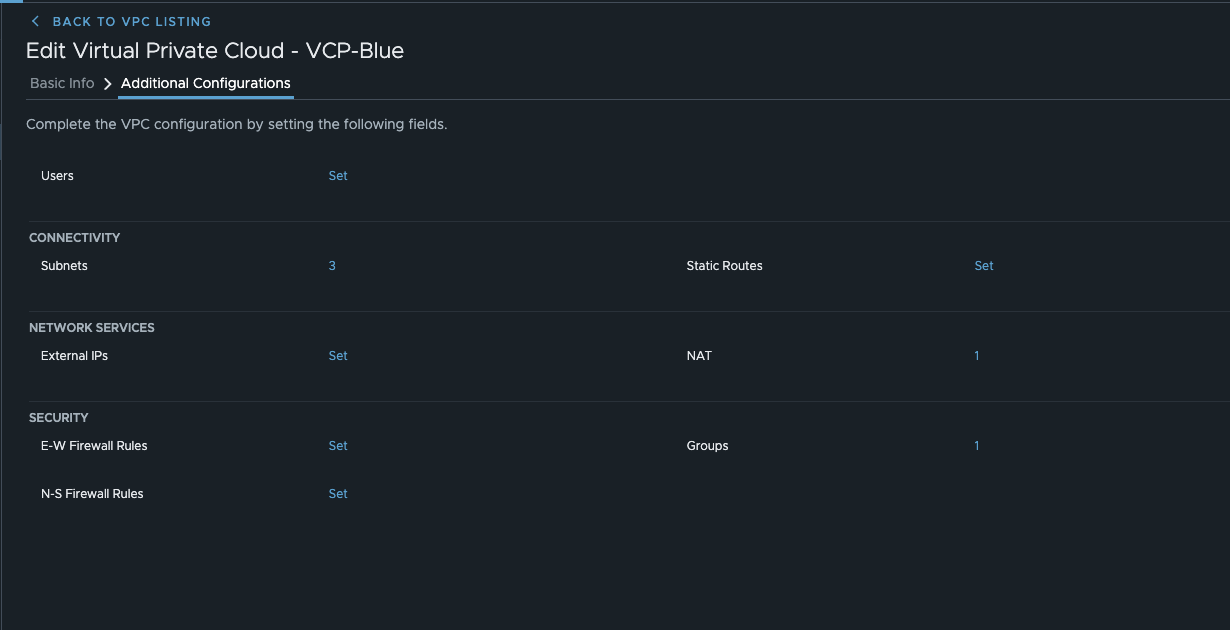 BACK TO VPC LISTING
Edit Virtual Private Cloud - VCP-Blue
Basic Info Additional Configurations
Complete the VPC configuration by setting the following fields.
Users Set
CONNECTIVITY
Subnets 3 Static Routes Set
NETWORK SERVICES
External IPs Set NAT 1
SECURITY
E-W Firewall Rules Set Groups 1
N-S Firewall Rules Set